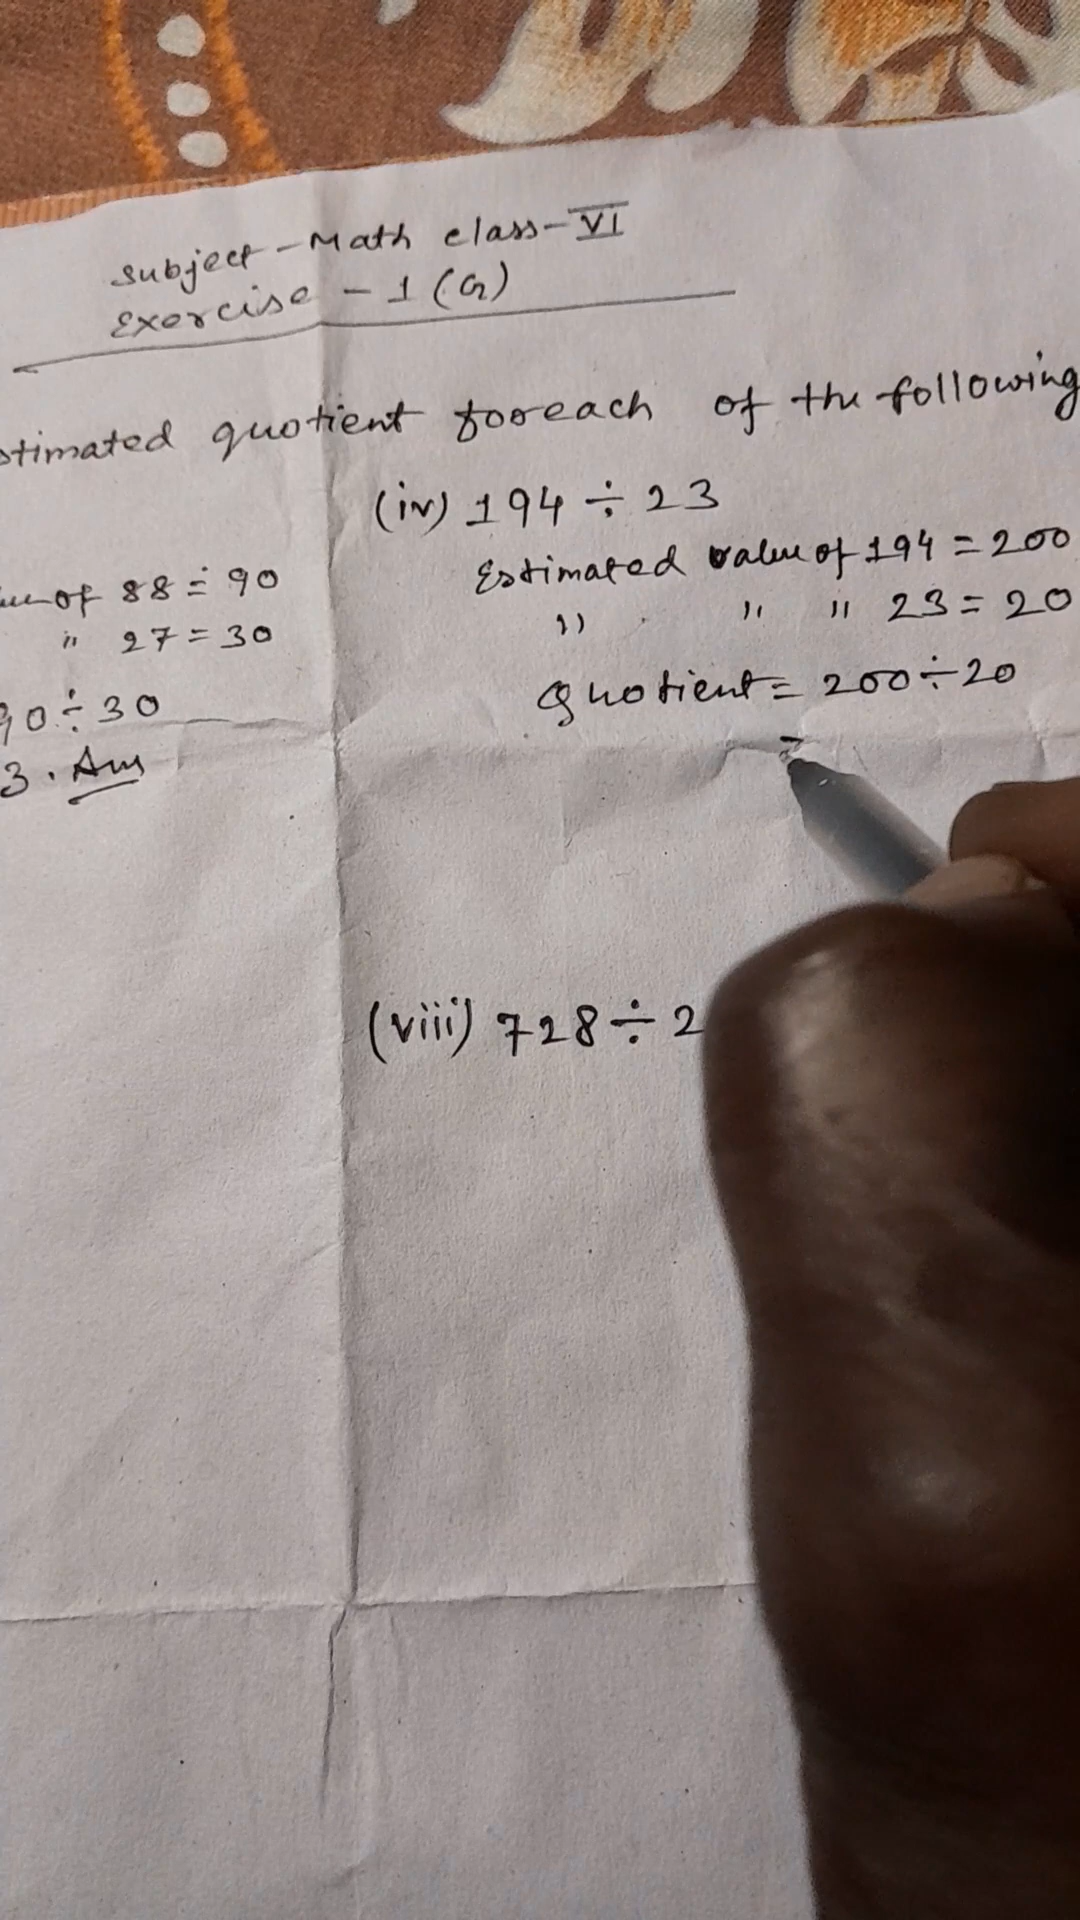 Subject - Math class - VI
Exercise - 1 (G)
stimated quotient for each of the following
(iv) 194 ÷ 23
Estimated value of 194 = 200
" " " 23 = 20
Quotient = 200 ÷ 20
=
of 88 = 90
" 27 = 30
90 ÷ 30
3. Ans
(viii) 728 ÷ 2